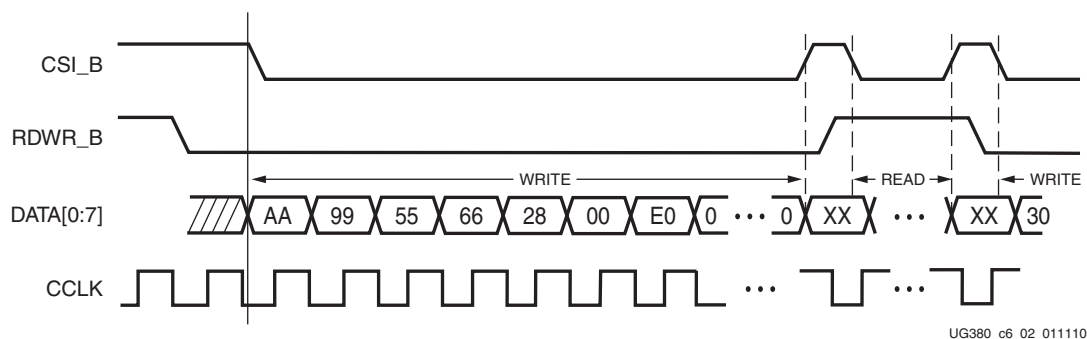 CSI_B
RDWR_B
WRITE READ WRITE
DATA[0:7] AA 99 55 66 28 00 E0 0 ••• 0 XX ••• XX 30
CCLK ••• •••
UG380_c6_02_011110